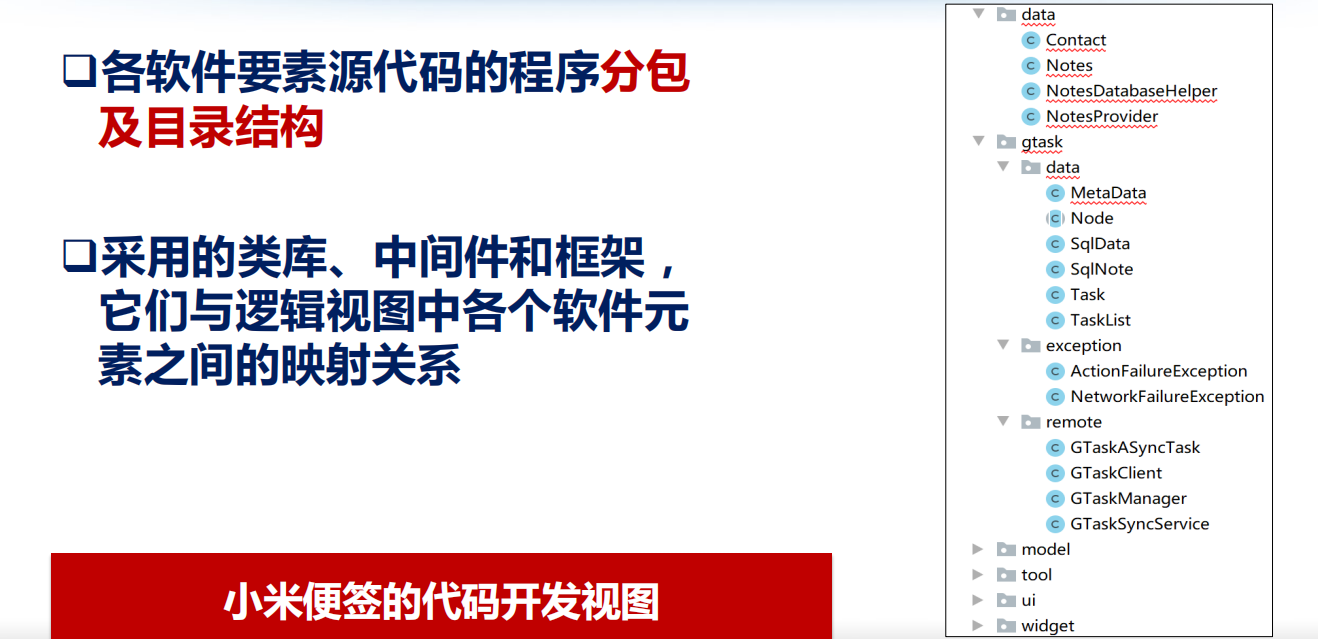 各软件要素源代码的程序分包
及目录结构
采用的类库、中间件和框架，
它们与逻辑视图中各个软件元
素之间的映射关系
小米便签的代码开发视图
data
Contact
Notes
NotesDatabaseHelper
NotesProvider
gtask
data
MetaData
Node
SqlData
SqlNote
Task
TaskList
exception
ActionFailureException
NetworkFailureException
remote
GTaskASyncTask
GTaskClient
GTaskManager
GTaskSyncService
model
tool
ui
widget